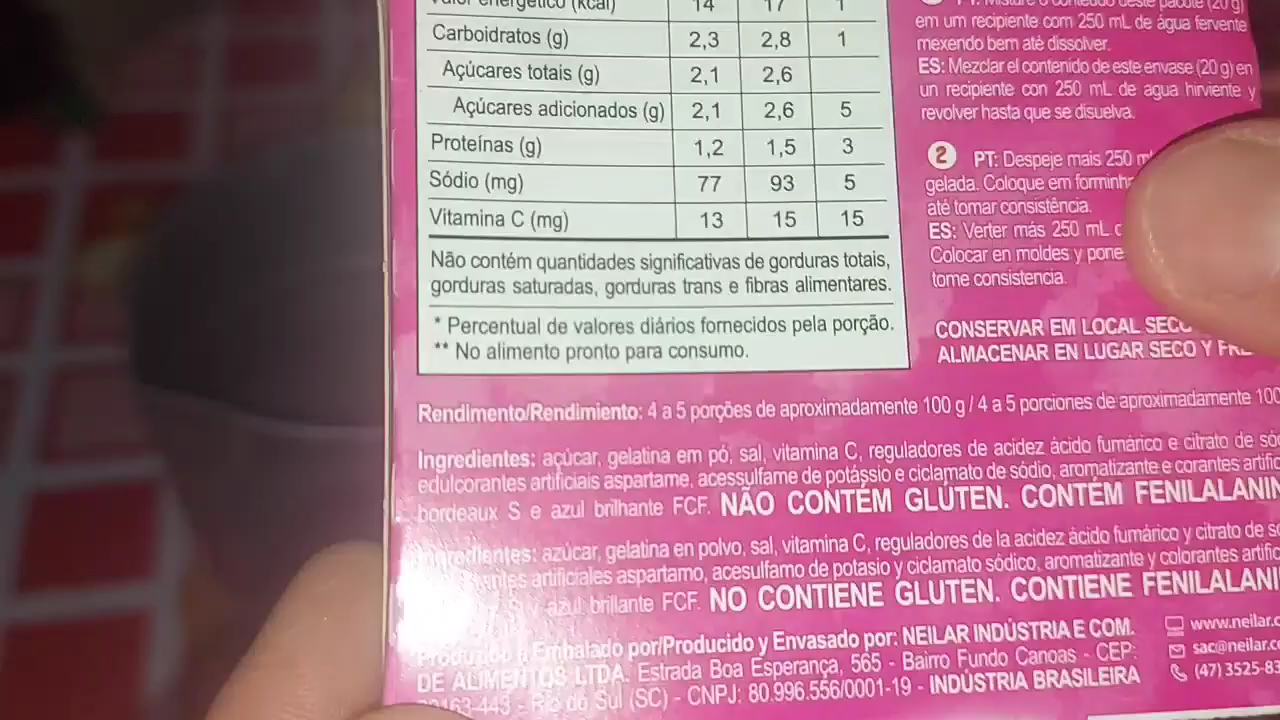 Valor energético (kcal) 14 17 1
Carboidratos (g) 2,3 2,8 1
Açúcares totais (g) 2,1 2,6
Açúcares adicionados (g) 2,1 2,6 5
Proteínas (g) 1,2 1,5 3
Sódio (mg) 77 93 5
Vitamina C (mg) 13 15 15
Não contém quantidades significativas de gorduras totais,
gorduras saturadas, gorduras trans e fibras alimentares.
* Percentual de valores diários fornecidos pela porção.
** No alimento pronto para consumo.
PT: Misture o conteúdo deste pacote (20 g)
em um recipiente com 250 mL de água fervente
mexendo bem até dissolver.
ES: Mezclar el contenido de este envase (20 g) en
un recipiente con 250 mL de agua hirviente y
revolver hasta que se disuelva.
2 PT: Despeje mais 250
gelada. Coloque em
até tomar consistência.
ES: Verter más 250 mL
Colocar en moldes y
tome consistencia.
CONSERVAR EM LOCAL
ALMACENAR EN LUGAR SECO Y
Rendimento/Rendimiento: 4 a 5 porções de aproximadamente 100 g / 4 a 5 porciones de aproximadamente 100
Ingredientes: açúcar, gelatina em pó, sal, vitamina C, reguladores de acidez ácido fumárico e citrato de
edulcorantes artificiais aspartame, acessulfame de potássio e ciclamato de sódio, aromatizante e corantes
bordeaux S e azul brilhante FCF. NÃO CONTÉM GLÚTEN. CONTÉM
Ingredientes: azúcar, gelatina en polvo, sal, vitamina C, reguladores de la acidez ácido fumárico y citrato de
artificiales aspartamo, acesulfamo de potasio y ciclamato sódico, aromatizante y colorantes
y azul brillante FCF. NO CONTIENE GLUTEN. CONTIENE
Produzido e Embalado por/Producido y Envasado por: NEILAR INDÚSTRIA E COM.
DE ALIMENTOS LTDA. Estrada Boa Esperança, 565 - Bairro Fundo Canoas - CEP:
89163-443 - Rio do Sul (SC) - CNPJ: 80.996.556/0001-19 - INDÚSTRIA BRASILEIRA
www.neilar.c
sac@neilar.c
(47) 3525-83